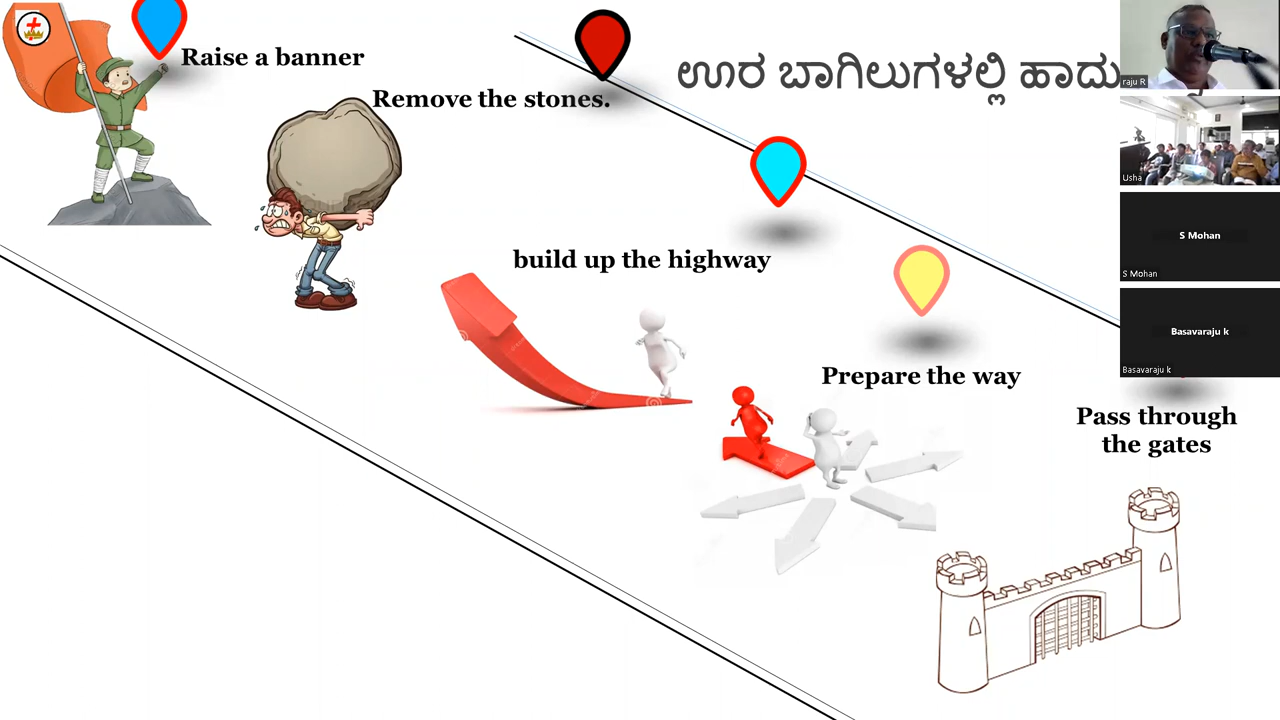 Raise a banner
Remove the stones.
ಊರ ಬಾಗಿಲುಗಳಲ್ಲಿ
build up the highway
Prepare the way
Pass through
the gates
raju R
Usha
S Mohan
S Mohan
Basavaraju k
Basavaraju k